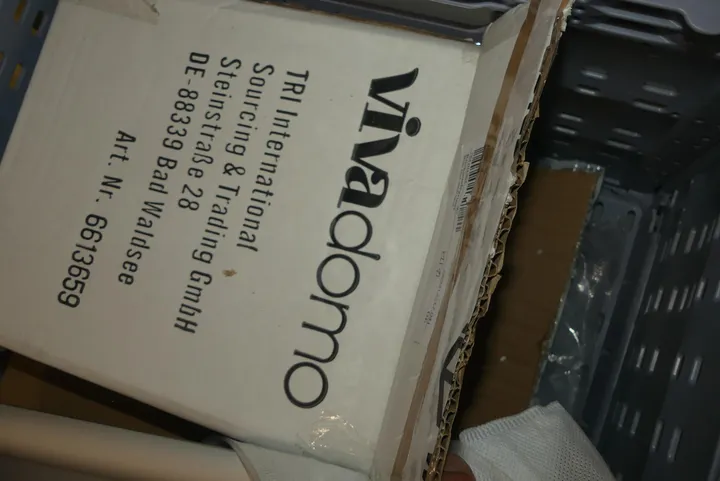 vivadomo
TRI International
Sourcing & Trading GmbH
Steinstraße 28
DE-88339 Bad Waldsee
Art. Nr. 6613659